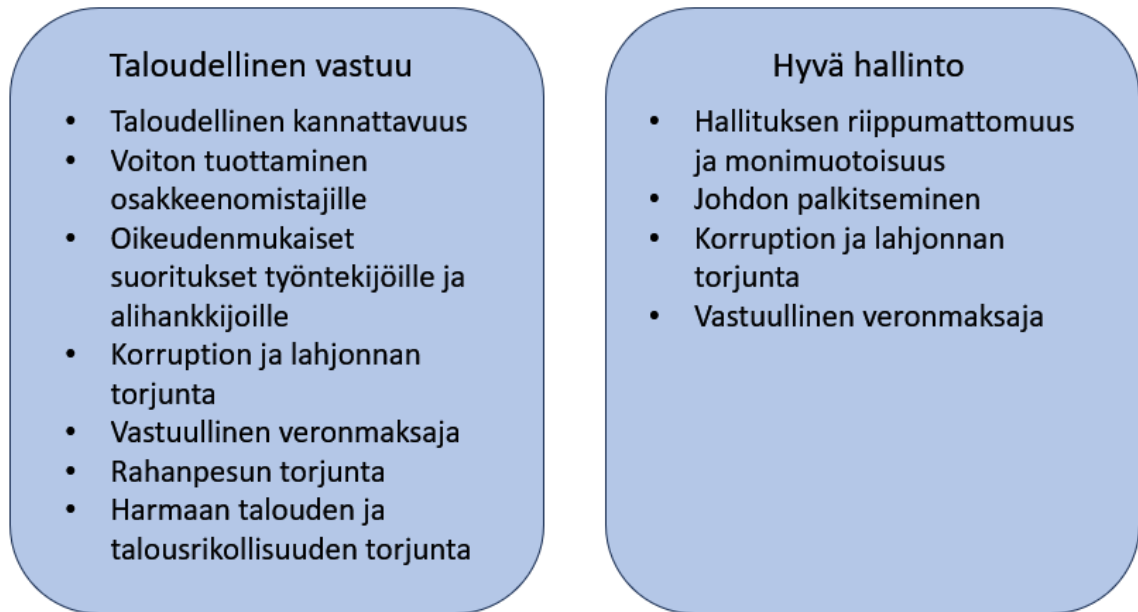 Taloudellinen vastuu
• Taloudellinen kannattavuus
• Voiton tuottaminen
osakkeenomistajille
• Oikeudenmukaiset
suoritukset työntekijöille ja
alihankkijoille
• Korruption ja lahjonnan
torjunta
• Vastuullinen veronmaksaja
• Rahanpesun torjunta
• Harmaan talouden ja
talousrikollisuuden torjunta
Hyvä hallinto
• Hallituksen riippumattomuus
ja monimuotoisuus
• Johdon palkitseminen
• Korruption ja lahjonnan
torjunta
• Vastuullinen veronmaksaja